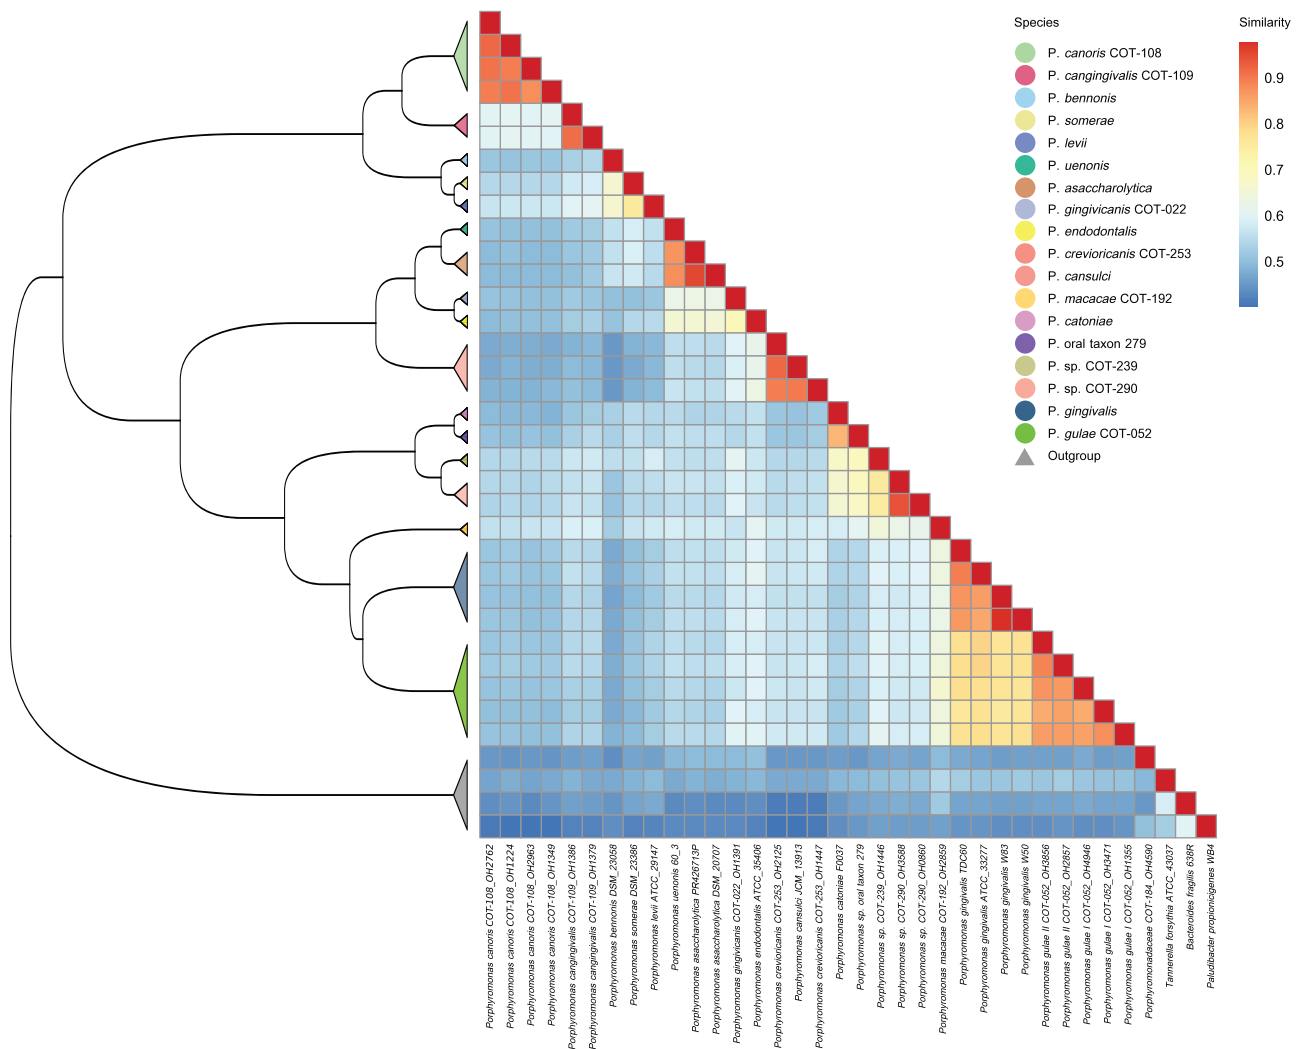 Species
P. canoris COT-108
P. cangingivalis COT-109
P. bennonis
P. somerae
P. levii
P. uenonis
P. asaccharolytica
P. gingivicanis COT-022
P. endodontalis
P. crevioricanis COT-253
P. cansulci
P. macacae COT-192
P. catoniae
P. oral taxon 279
P. sp. COT-239
P. sp. COT-290
P. gingivalis
P. gulae COT-052
Outgroup
Similarity
0.9
0.8
0.7
0.6
0.5
Porphyromonas canoris COT-108_OH2762
Porphyromonas canoris COT-108_OH1224
Porphyromonas canoris COT-108_OH2963
Porphyromonas canoris COT-108_OH1349
Porphyromonas cangingivalis COT-109_OH1386
Porphyromonas cangingivalis COT-109_OH1379
Porphyromonas bennonis DSM_23058
Porphyromonas somerae DSM_23386
Porphyromonas levii ATCC_29147
Porphyromonas uenonis 60_3
Porphyromonas asaccharolytica PR426713P
Porphyromonas asaccharolytica DSM_20707
Porphyromonas gingivicanis COT-022_OH1391
Porphyromonas endodontalis ATCC_35406
Porphyromonas crevioricanis COT-253_OH2125
Porphyromonas cansulci JCM_13913
Porphyromonas crevioricanis COT-253_OH1447
Porphyromonas catoniae F0037
Porphyromonas sp. oral taxon 279
Porphyromonas sp. COT-239_OH1446
Porphyromonas sp. COT-290_OH3588
Porphyromonas sp. COT-290_OH0860
Porphyromonas macacae COT-192_OH2859
Porphyromonas gingivalis TDC60
Porphyromonas gingivalis ATCC_33277
Porphyromonas gingivalis W83
Porphyromonas gingivalis W50
Porphyromonas gulae II COT-052_OH3856
Porphyromonas gulae II COT-052_OH2857
Porphyromonas gulae I COT-052_OH4946
Porphyromonas gulae I COT-052_OH3471
Porphyromonas gulae I COT-052_OH1355
Porphyromonadaceae COT-184_OH4590
Tannerella forsythia ATCC_43037
Bacteroides fragilis 638R
Paludibacter propionicigenes WB4